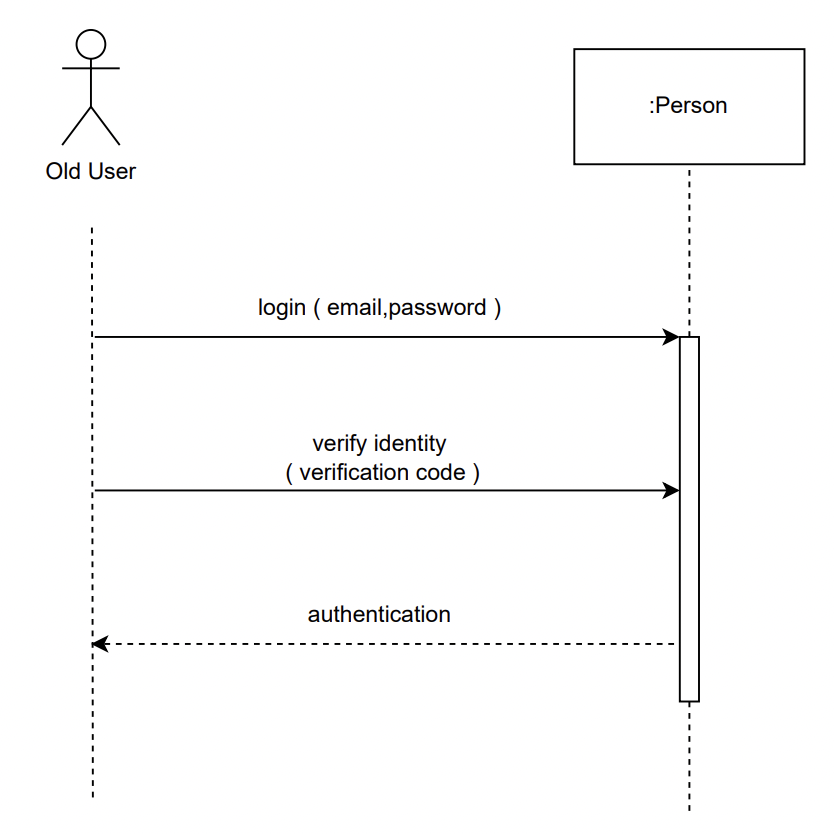 :Person
Old User
login ( email,password )
verify identity
( verification code )
authentication